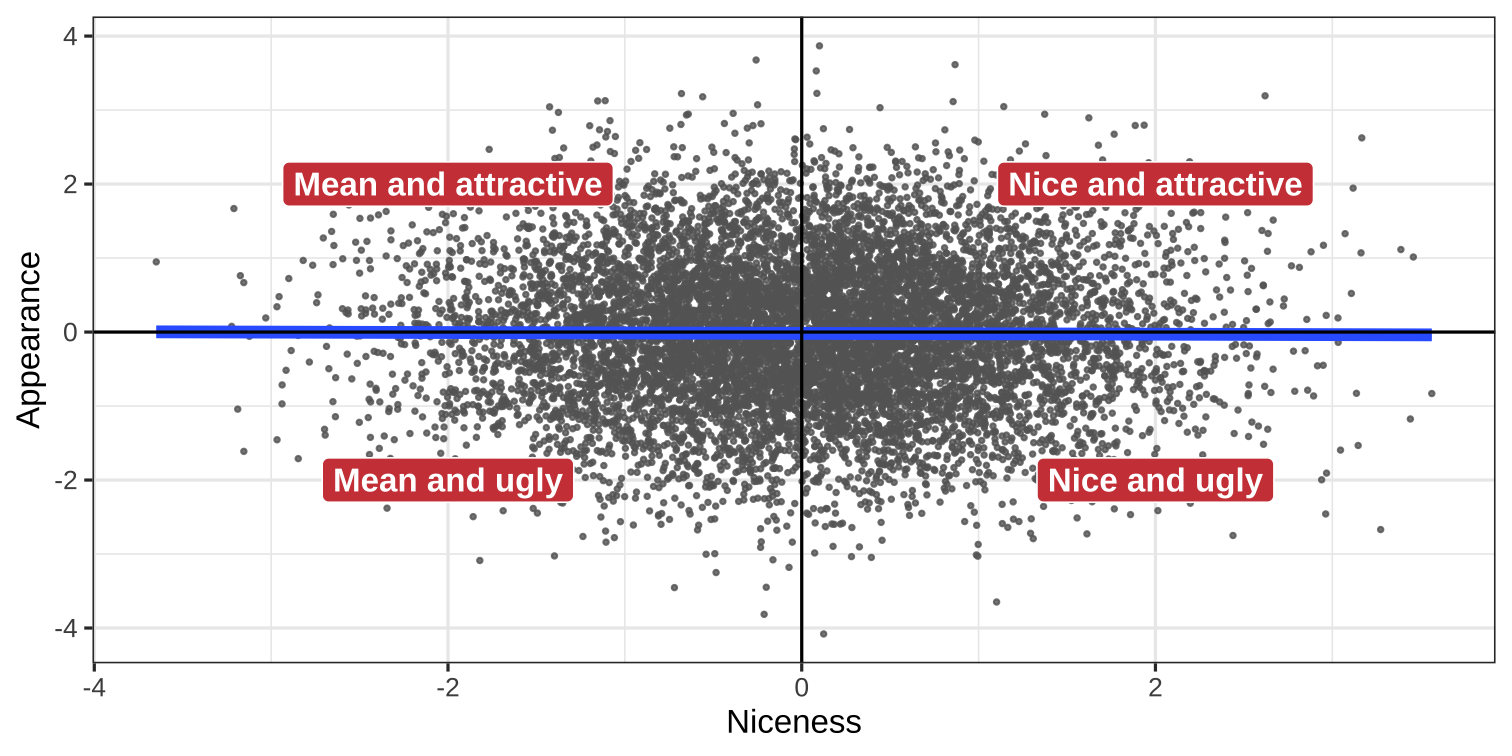 4
Mean and attractive
Nice and attractive
2
Appearance
0
Mean and ugly
Nice and ugly
-2
-4
-4
-2
0
2
Niceness